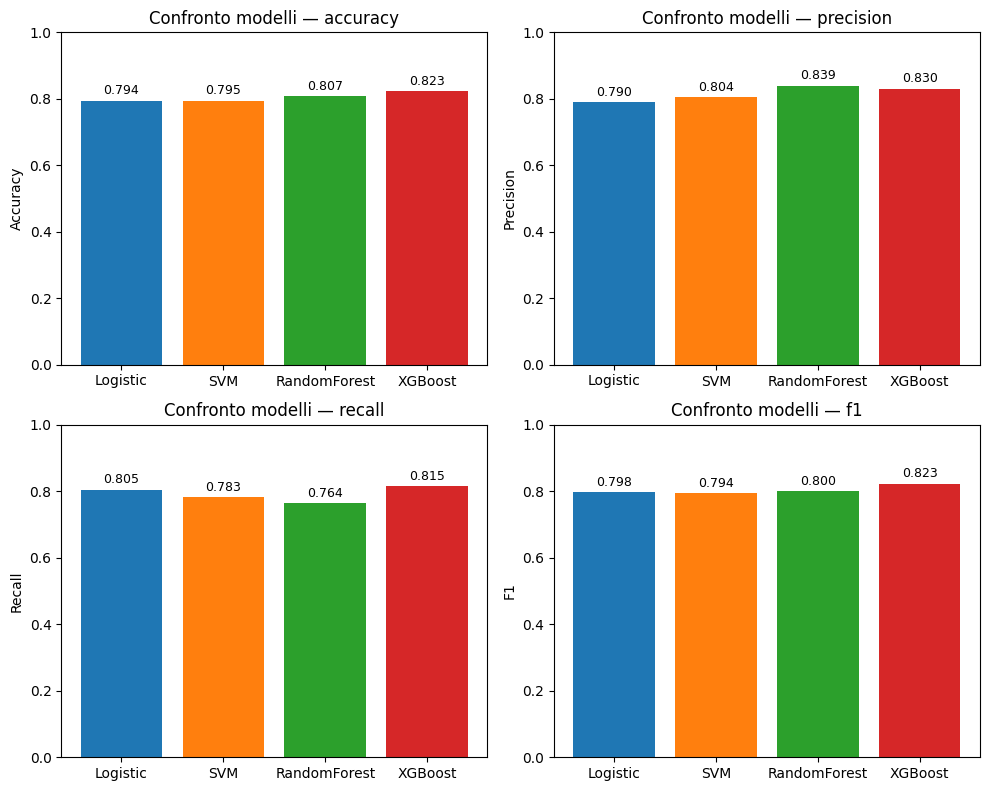 Confronto modelli — accuracy
1.0
0.8
0.6
0.4
0.2
0.0
Accuracy
0.794
0.795
0.807
0.823
Logistic
SVM
RandomForest
XGBoost
Confronto modelli — precision
1.0
0.8
0.6
0.4
0.2
0.0
Precision
0.790
0.804
0.839
0.830
Logistic
SVM
RandomForest
XGBoost
Confronto modelli — recall
1.0
0.8
0.6
0.4
0.2
0.0
Recall
0.805
0.783
0.764
0.815
Logistic
SVM
RandomForest
XGBoost
Confronto modelli — f1
1.0
0.8
0.6
0.4
0.2
0.0
F1
0.798
0.794
0.800
0.823
Logistic
SVM
RandomForest
XGBoost